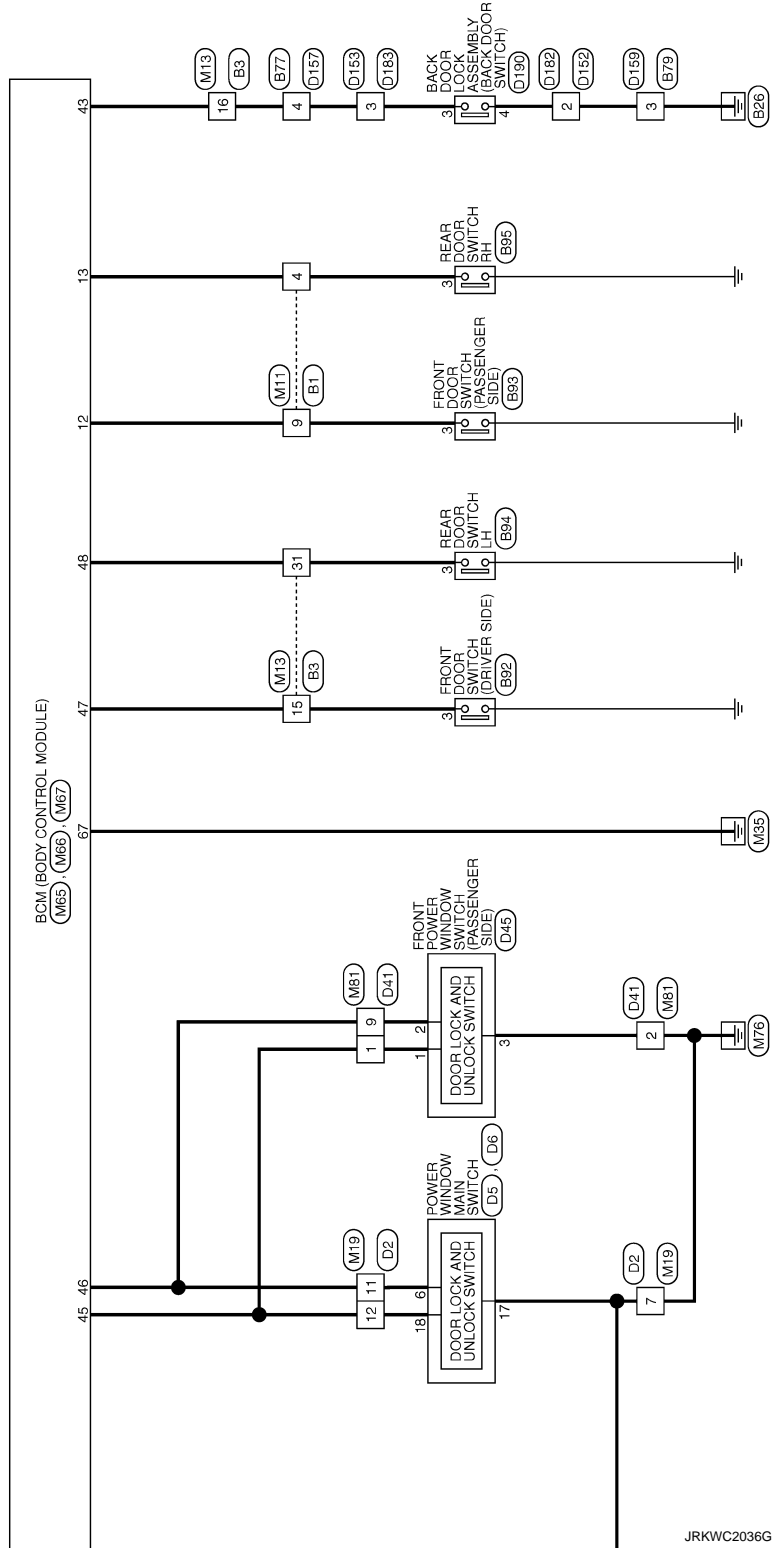 BCM (BODY CONTROL MODULE)
M65 , M66 , M67
45
46
67
47
48
12
13
43
M19
D2
12
11
18
6
POWER
WINDOW
MAIN
SWITCH
D5 , D6
DOOR LOCK AND
UNLOCK SWITCH
17
D2
M19
7
M81
D41
1
9
1
2
FRONT
POWER
WINDOW
SWITCH
(PASSENGER
SIDE)
D45
DOOR LOCK AND
UNLOCK SWITCH
3
D41
M81
2
M76
M35
M13
B3
15
3
FRONT
DOOR
SWITCH
(DRIVER SIDE)
B92
31
3
REAR
DOOR
SWITCH
LH
B94
M11
B1
9
3
FRONT
DOOR
SWITCH
(PASSENGER
SIDE)
B93
4
3
REAR
DOOR
SWITCH
RH
B95
M13
B3
16
B77
D157
4
D153
D183
3
BACK
DOOR
LOCK
ASSEMBLY
(BACK DOOR
SWITCH)
D190
3
4
D182
D152
2
D159
B79
3
B26
JRKWC2036G